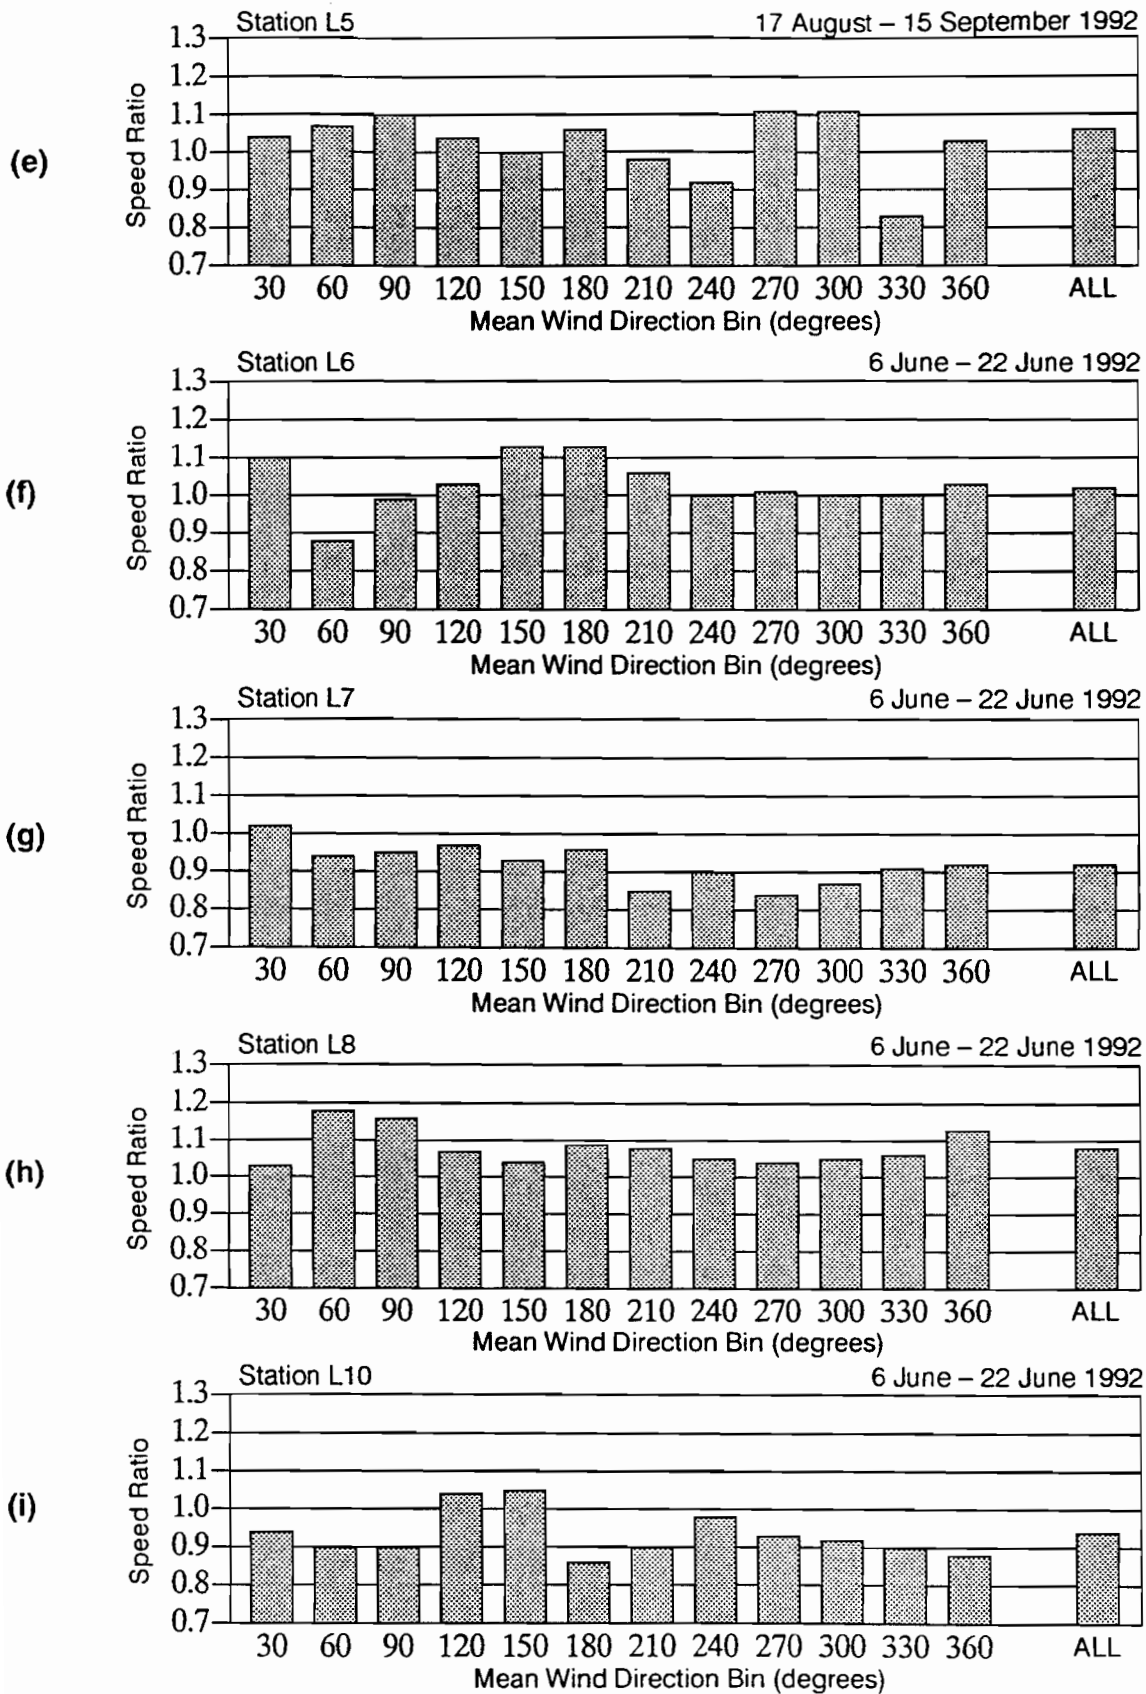 Station L5 17 August – 15 September 1992
1.3
1.2
1.1
1.0
0.9
0.8
0.7
Speed Ratio
(e)
30 60 90 120 150 180 210 240 270 300 330 360 ALL
Mean Wind Direction Bin (degrees)
Station L6 6 June – 22 June 1992
1.3
1.2
1.1
1.0
0.9
0.8
0.7
Speed Ratio
(f)
30 60 90 120 150 180 210 240 270 300 330 360 ALL
Mean Wind Direction Bin (degrees)
Station L7 6 June – 22 June 1992
1.3
1.2
1.1
1.0
0.9
0.8
0.7
Speed Ratio
(g)
30 60 90 120 150 180 210 240 270 300 330 360 ALL
Mean Wind Direction Bin (degrees)
Station L8 6 June – 22 June 1992
1.3
1.2
1.1
1.0
0.9
0.8
0.7
Speed Ratio
(h)
30 60 90 120 150 180 210 240 270 300 330 360 ALL
Mean Wind Direction Bin (degrees)
Station L10 6 June – 22 June 1992
1.3
1.2
1.1
1.0
0.9
0.8
0.7
Speed Ratio
(i)
30 60 90 120 150 180 210 240 270 300 330 360 ALL
Mean Wind Direction Bin (degrees)